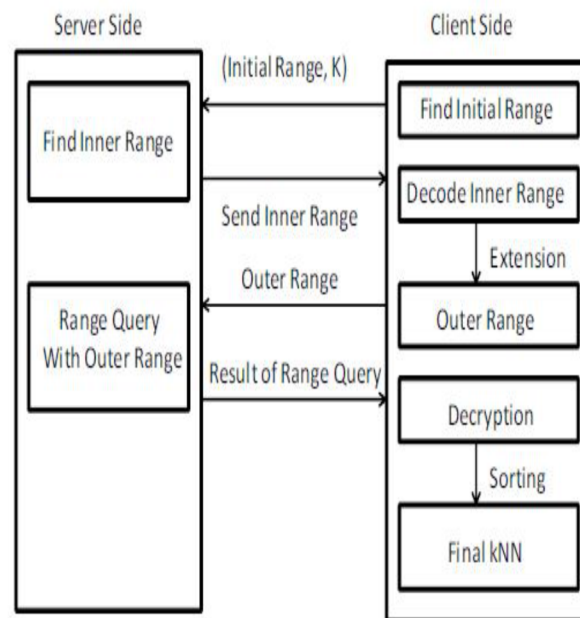 Server Side
Client Side
(Initial Range, K)
Find Inner Range
Find Initial Range
Send Inner Range
Decode Inner Range
Extension
Outer Range
Range Query
With Outer Range
Outer Range
Result of Range Query
Decryption
Sorting
Final kNN